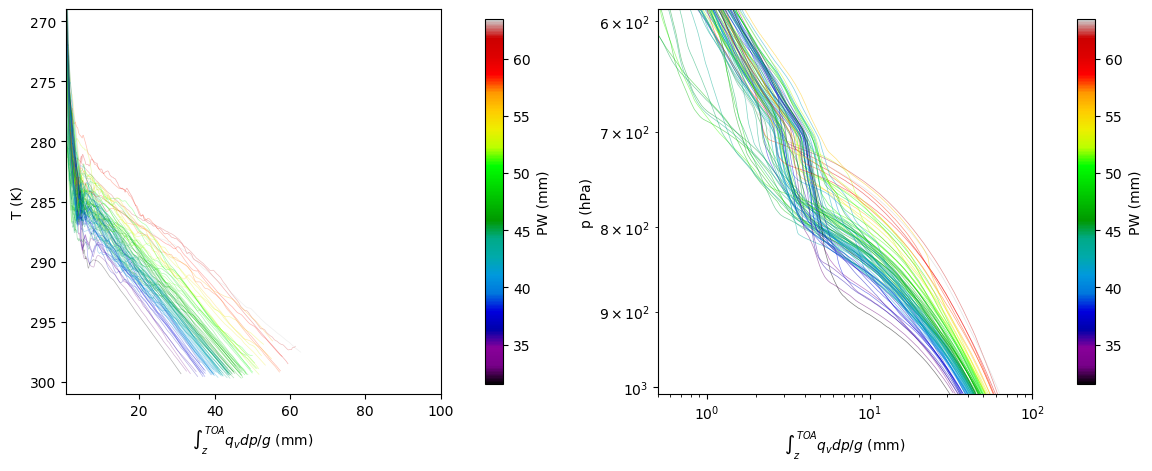 270
275
280
285
290
295
300
T (K)
20
40
60
80
100
∫_z^{TOA} q_v dp/g (mm)
60
55
50
45
40
35
PW (mm)
6 × 10²
7 × 10²
8 × 10²
9 × 10²
10³
p (hPa)
10⁰
10¹
10²
∫_z^{TOA} q_v dp/g (mm)
60
55
50
45
40
35
PW (mm)